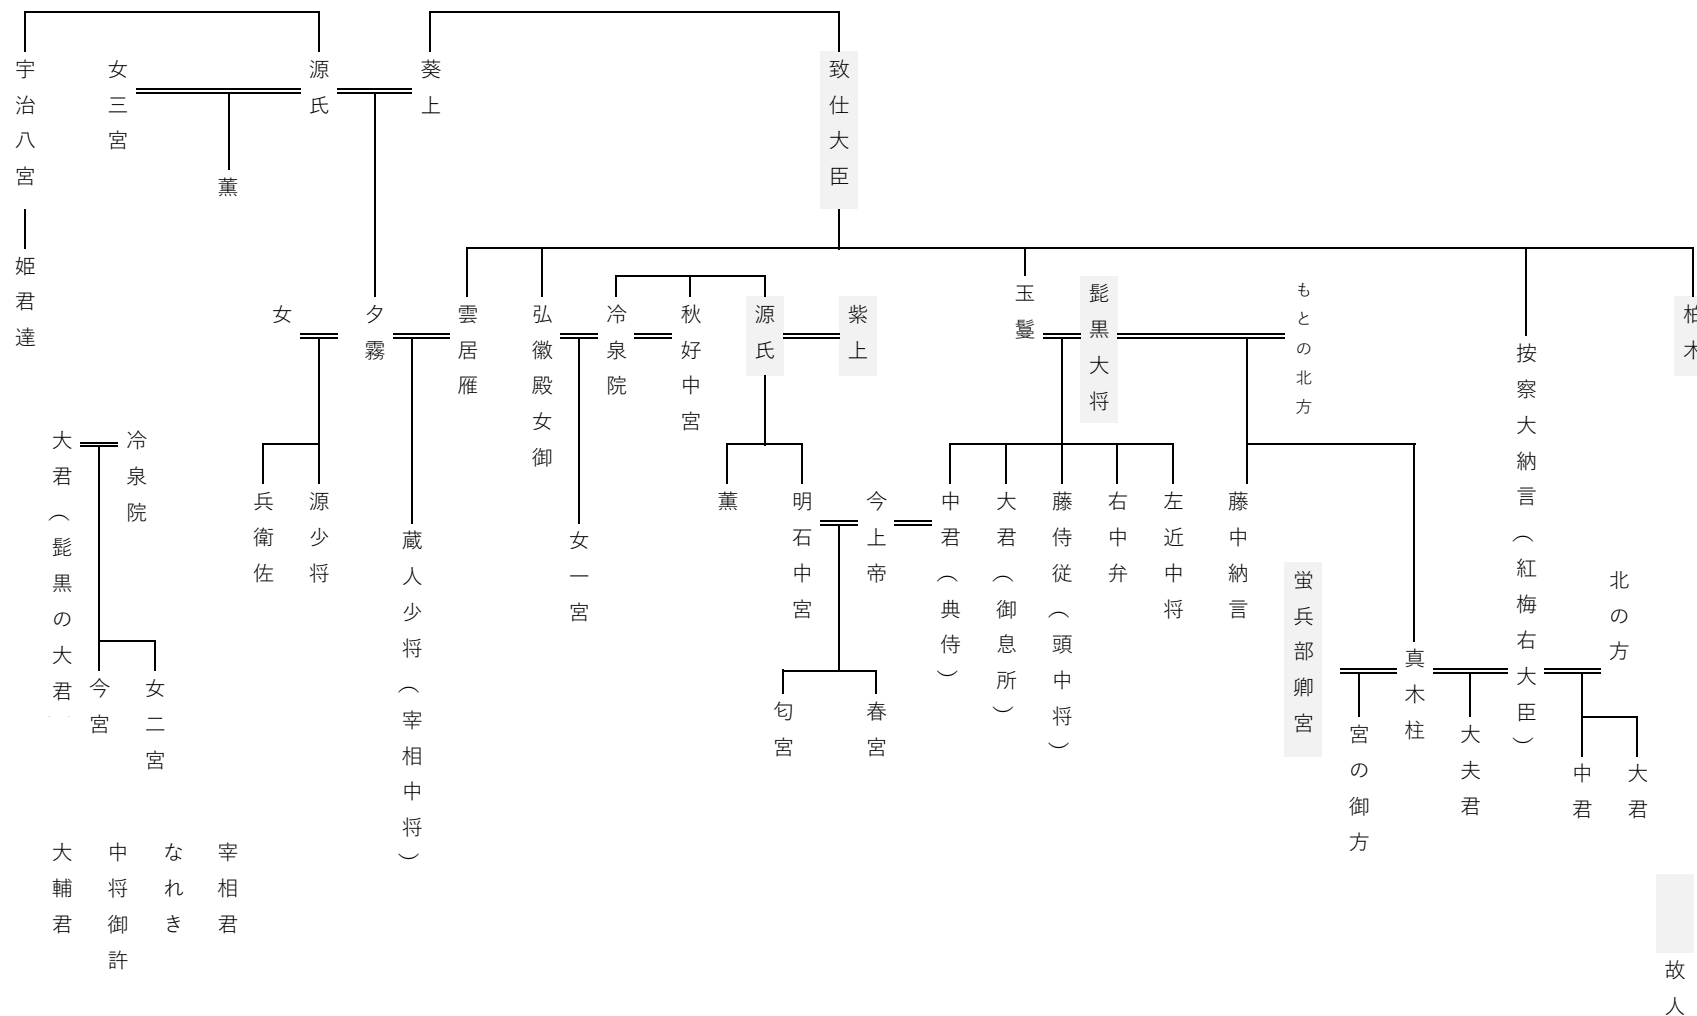 宇治八宮
女三宮
源氏
葵上
致仕大臣
薫
姫君達
女
夕霧
雲居雁
弘徽殿女御
冷泉院
秋好中宮
源氏
紫上
玉鬘
髭黒大将
もとの北方
按察大納言（紅梅右大臣）
柏木
大君（髭黒の大君）
冷泉院
兵衛佐
源少将
蔵人少将（宰相中将）
女一宮
薫
明石中宮
今上帝
中君（典侍）
大君（御息所）
藤侍従（頭中将）
右中弁
左近中将
藤中納言
蛍兵部卿宮
真木柱
北の方
今宮
女二宮
匂宮
春宮
宮の御方
大夫君
中君
大君
大輔君
中将御許
なれき
宰相君
故人